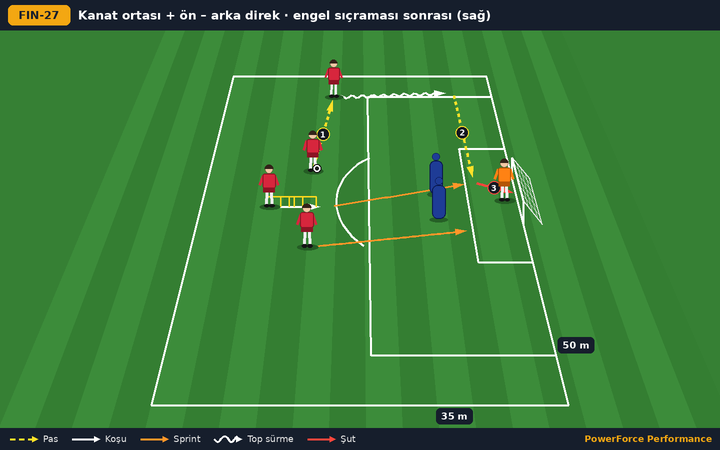 FIN-27
Kanat ortası + ön – arka direk · engel sıçraması sonrası (sağ)
1
2
3
50 m
35 m
Pas
Koşu
Sprint
Top sürme
Şut
PowerForce Performance